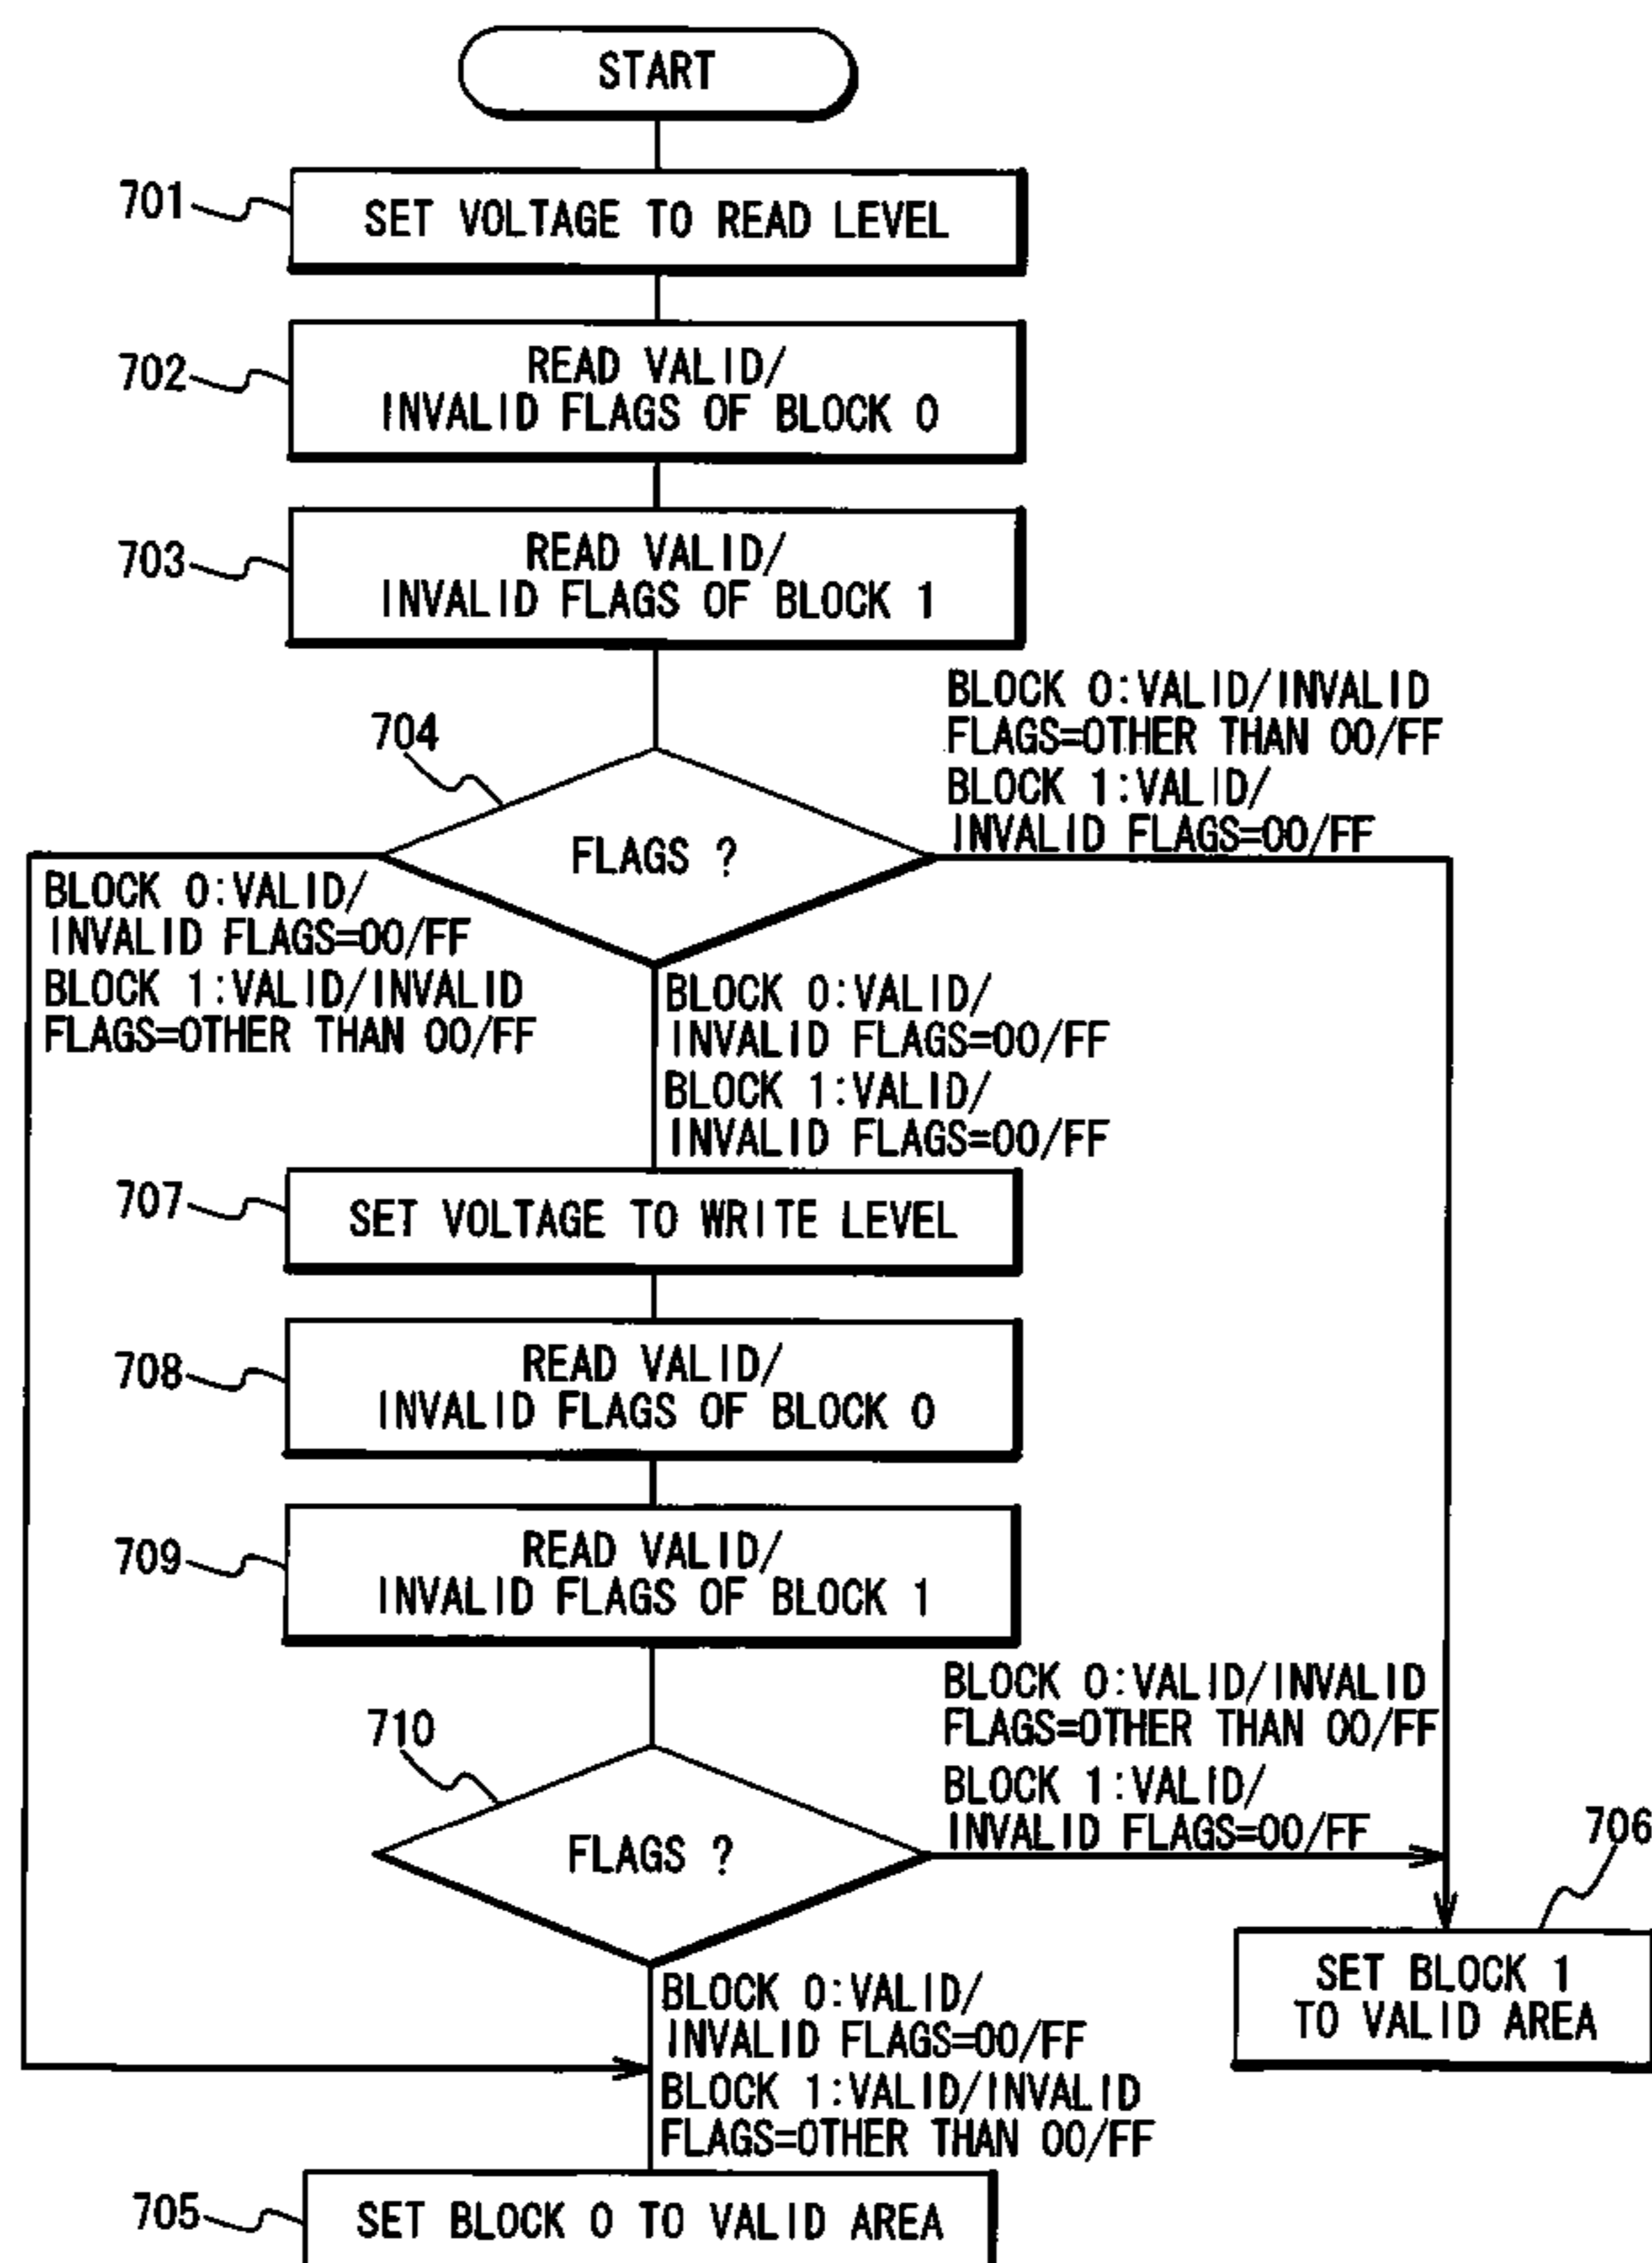 START
701
SET VOLTAGE TO READ LEVEL
702
READ VALID/
INVALID FLAGS OF BLOCK 0
703
READ VALID/
INVALID FLAGS OF BLOCK 1
704
FLAGS ?
BLOCK 0:VALID/INVALID
FLAGS=OTHER THAN 00/FF
BLOCK 1:VALID/
INVALID FLAGS=00/FF
BLOCK 0:VALID/
INVALID FLAGS=00/FF
BLOCK 1:VALID/INVALID
FLAGS=OTHER THAN 00/FF
BLOCK 0:VALID/
INVALID FLAGS=00/FF
BLOCK 1:VALID/
INVALID FLAGS=00/FF
707
SET VOLTAGE TO WRITE LEVEL
708
READ VALID/
INVALID FLAGS OF BLOCK 0
709
READ VALID/
INVALID FLAGS OF BLOCK 1
710
FLAGS ?
BLOCK 0:VALID/INVALID
FLAGS=OTHER THAN 00/FF
BLOCK 1:VALID/
INVALID FLAGS=00/FF
706
SET BLOCK 1
TO VALID AREA
BLOCK 0:VALID/
INVALID FLAGS=00/FF
BLOCK 1:VALID/INVALID
FLAGS=OTHER THAN 00/FF
705
SET BLOCK 0 TO VALID AREA